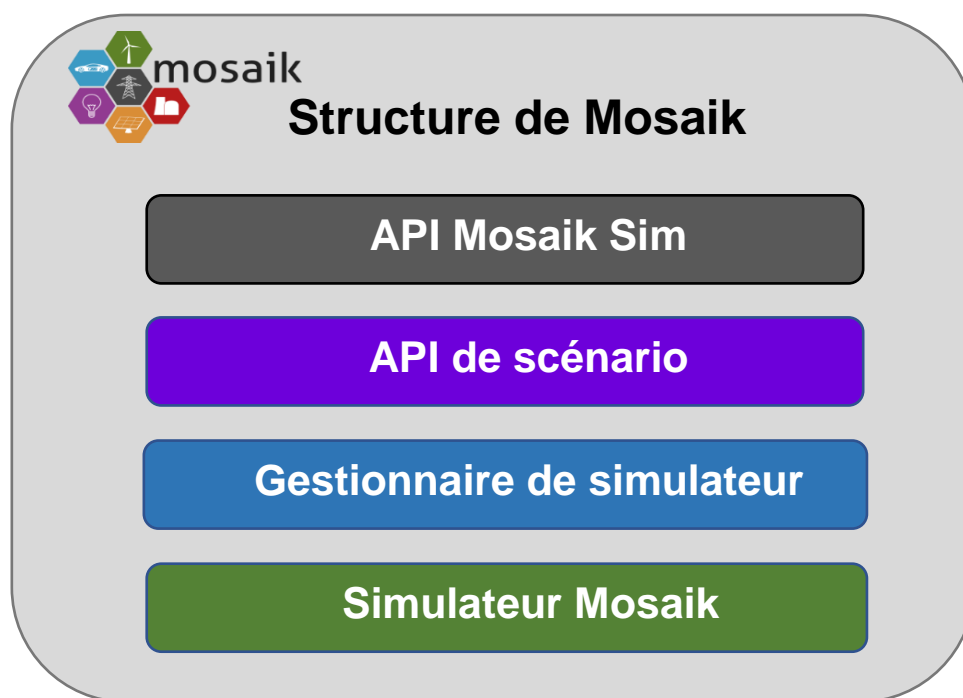 mosaik
Structure de Mosaik
API Mosaik Sim
API de scénario
Gestionnaire de simulateur
Simulateur Mosaik